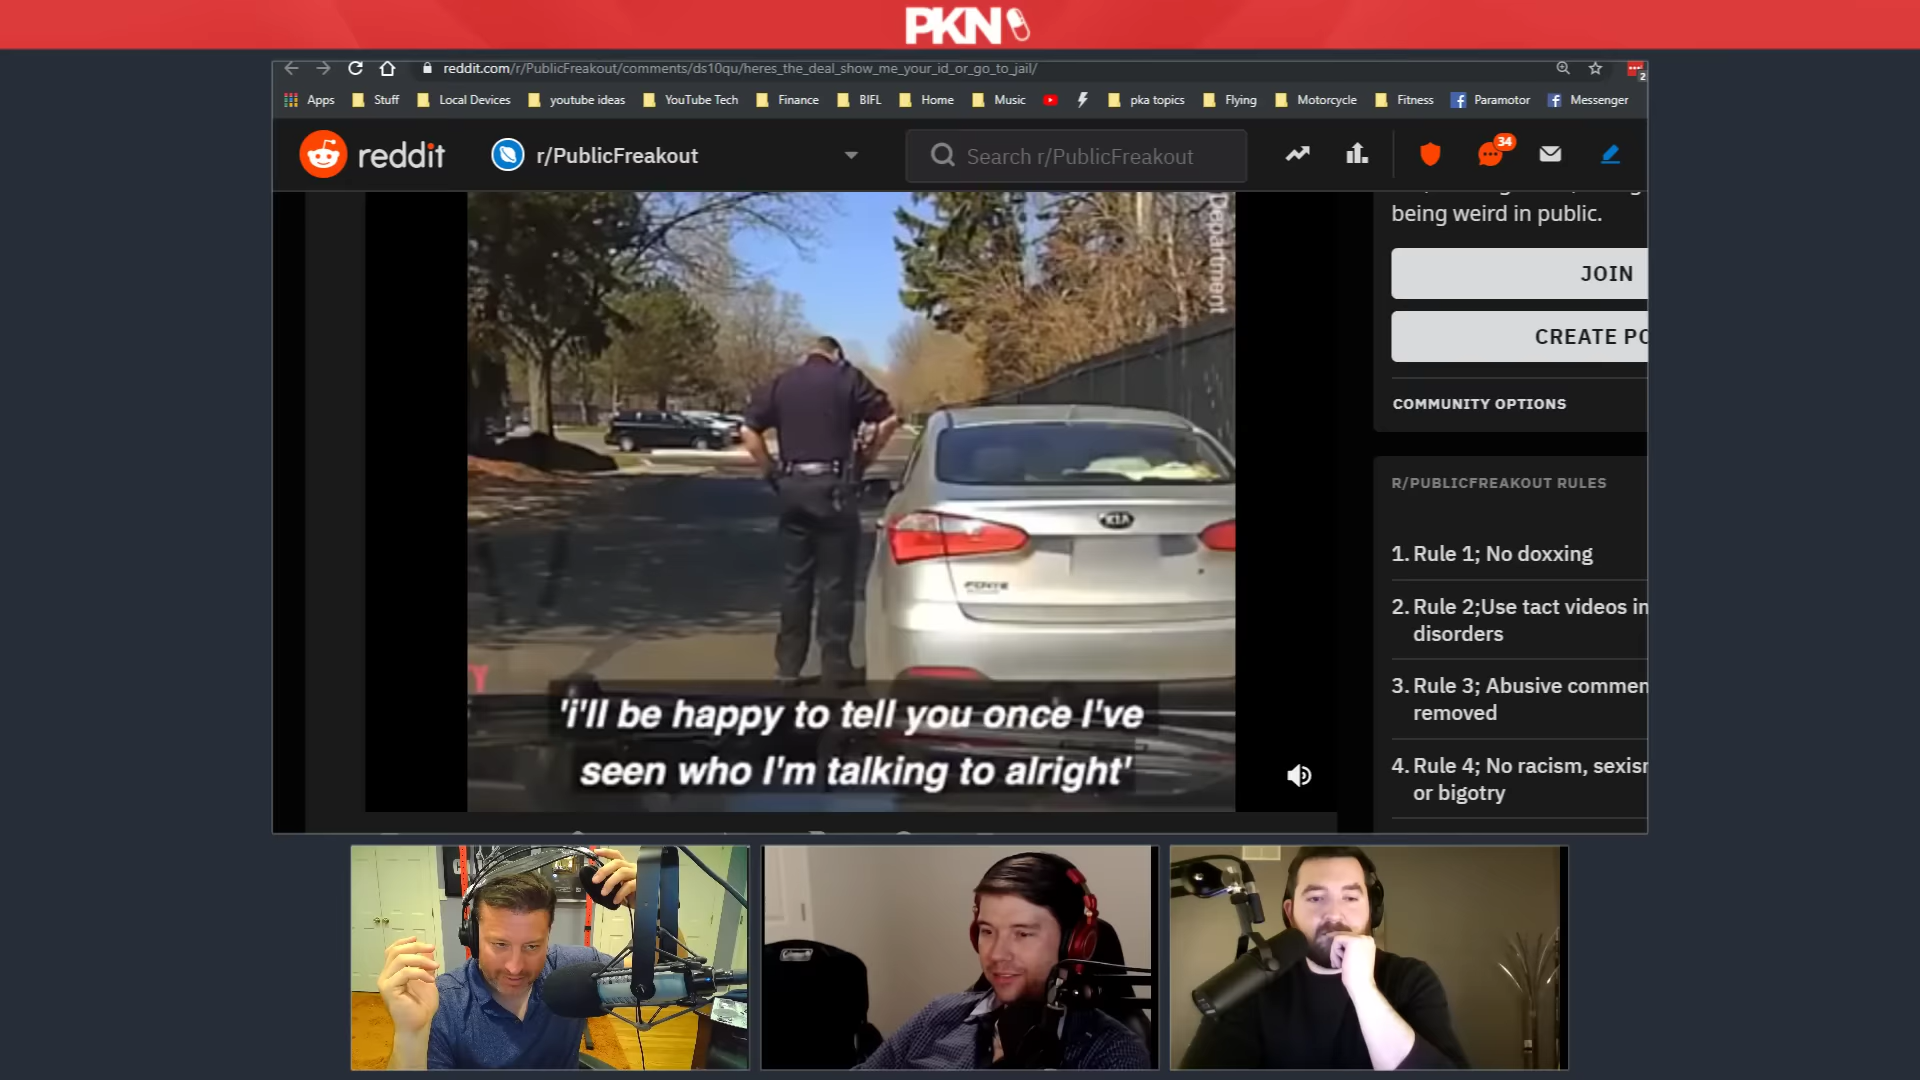 PKN
reddit.com/r/PublicFreakout/comments/ds10qu/heres_the_deal_show_me_your_id_or_go_to_jail/
2
Apps Stuff Local Devices youtube ideas YouTube Tech Finance BIFL Home Music pka topics Flying Motorcycle Fitness Paramotor Messenger
reddit r/PublicFreakout Search r/PublicFreakout 34
being weird in public.
JOIN
CREATE PO
COMMUNITY OPTIONS
R/PUBLICFREAKOUT RULES
1. Rule 1; No doxxing
2. Rule 2;Use tact videos in
disorders
3. Rule 3; Abusive commen
removed
4. Rule 4; No racism, sexism
or bigotry
Department
KIA
FORTE
'i'll be happy to tell you once I've
seen who I'm talking to alright'